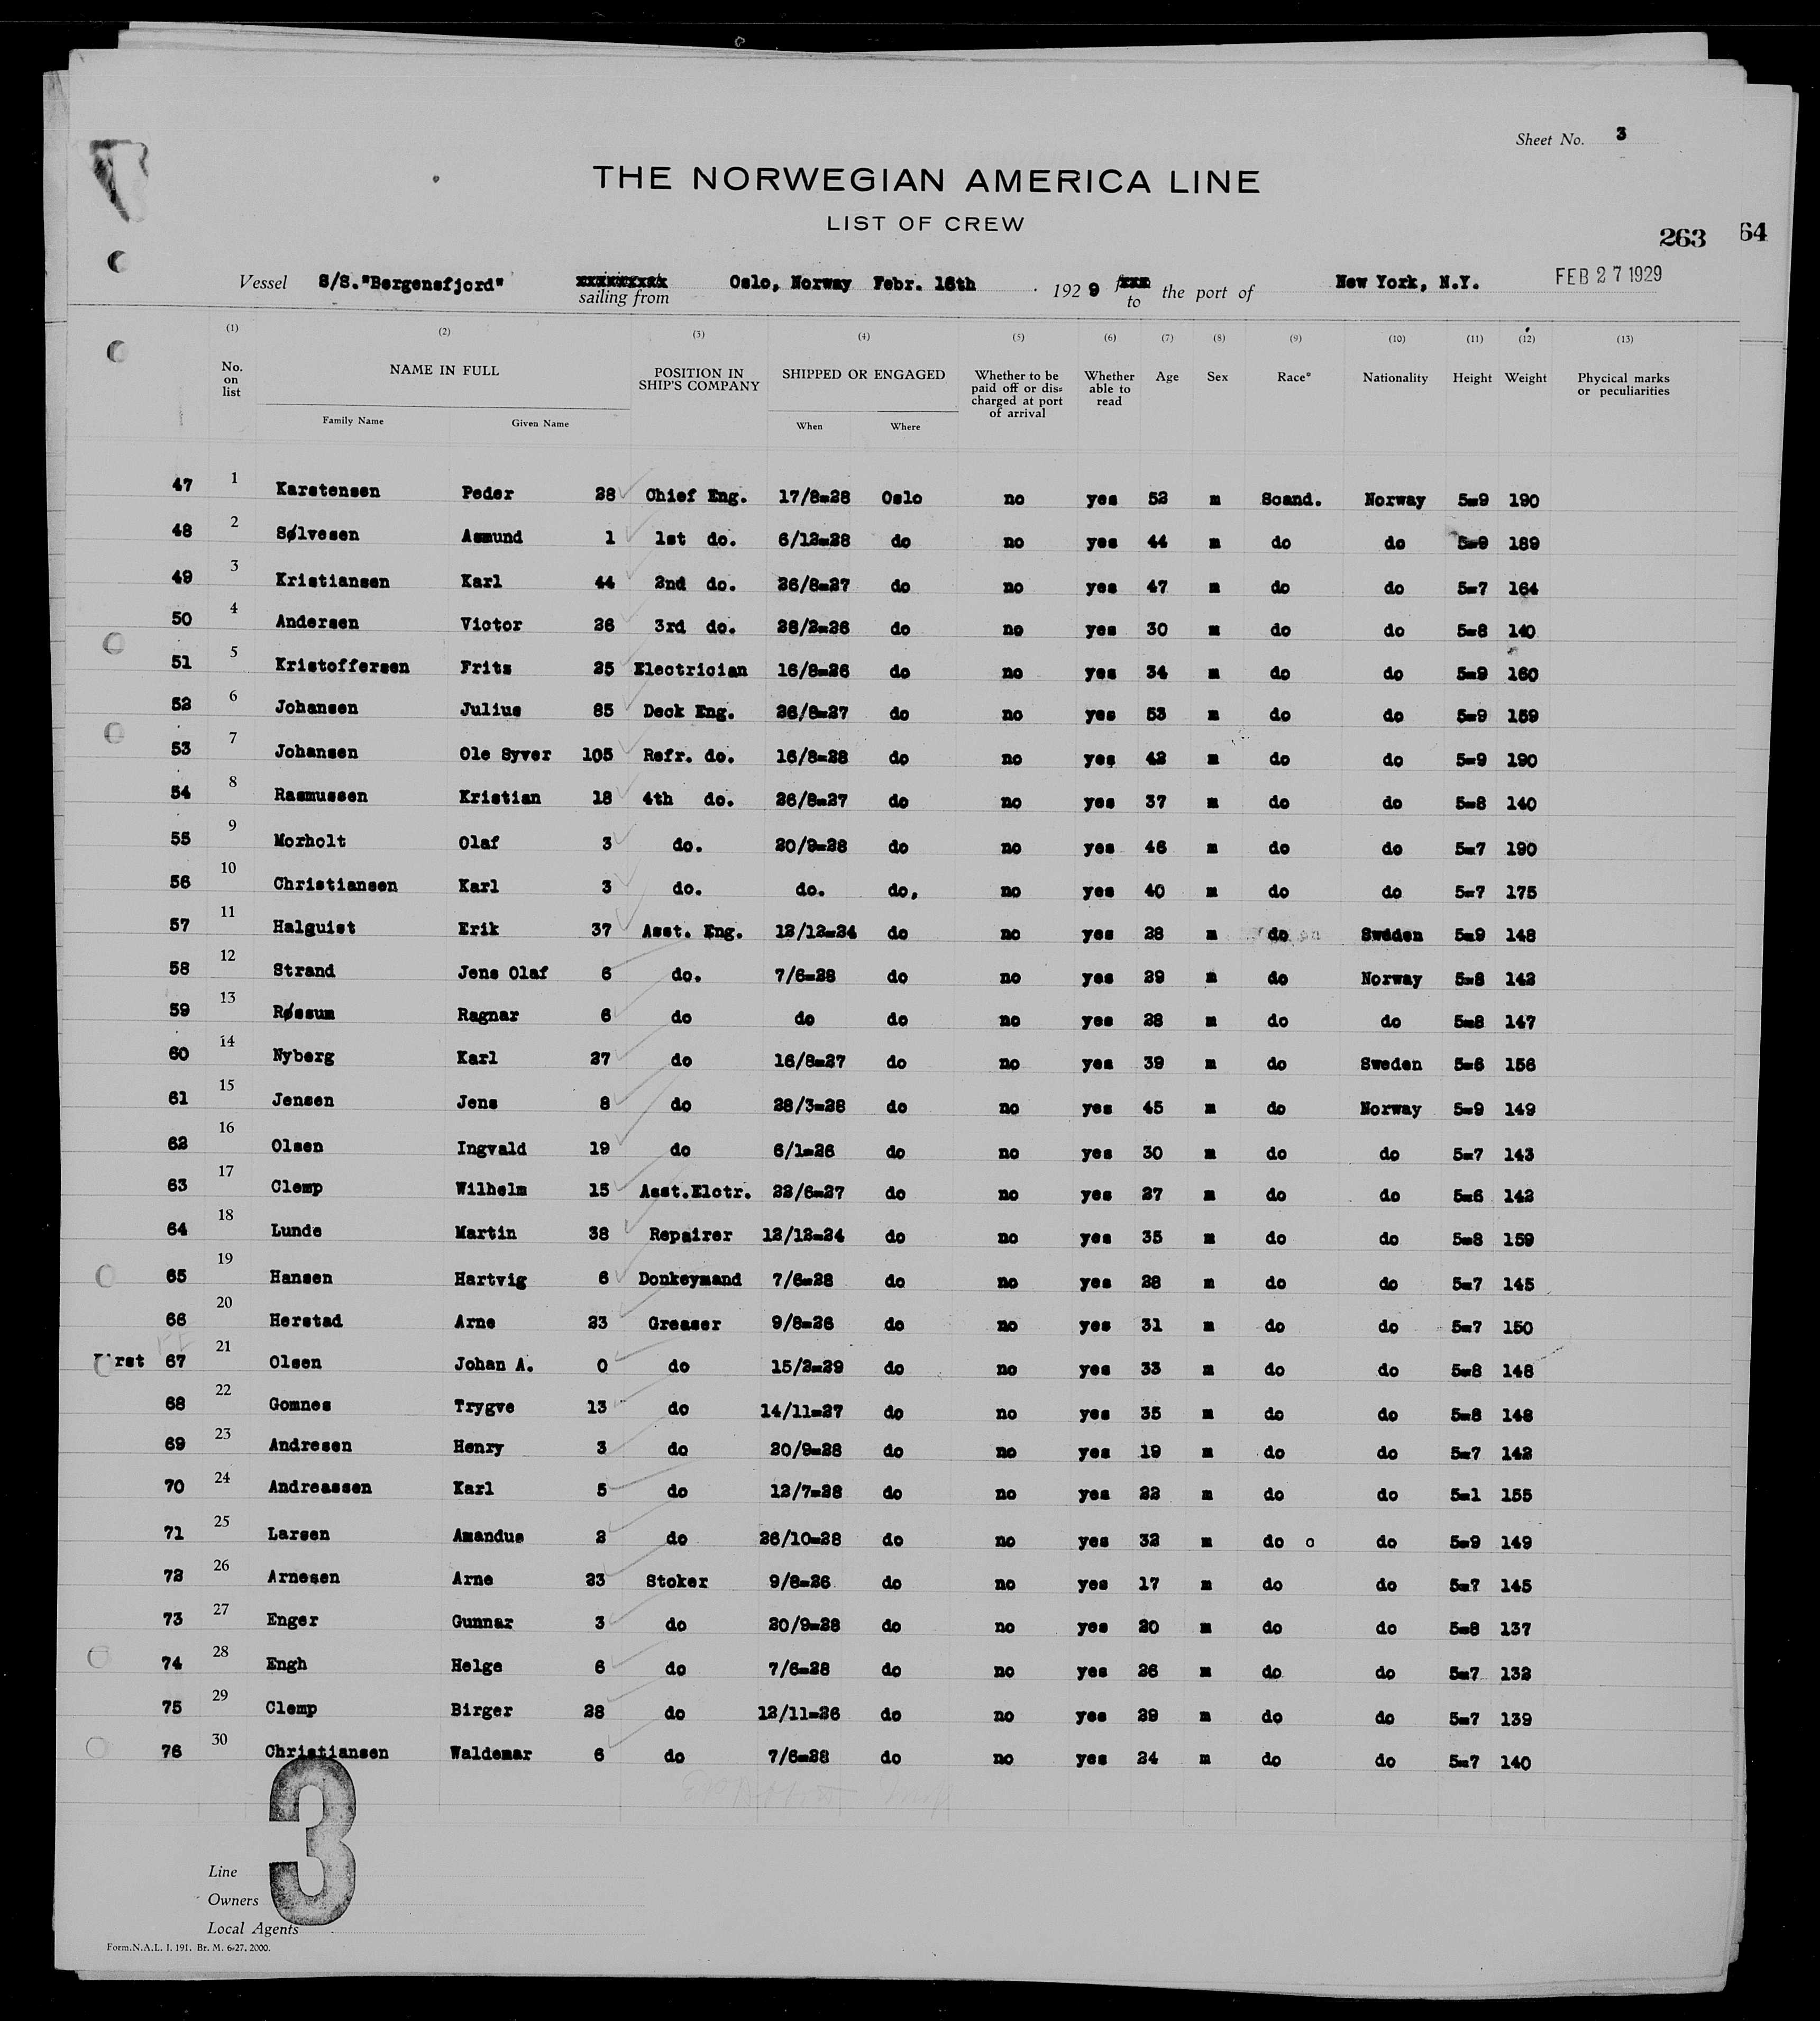 Sheet No. 3
THE NORWEGIAN AMERICA LINE
LIST OF CREW
263 64
Vessel S/S."Bergensfjord" sailing from Oslo, Norway Febr. 16th 1929 to the port of New York, N.Y. FEB 27 1929
(1) (2) (3) (4) (5) (6) (7) (8) (9) (10) (11) (12) (13)
No. on list NAME IN FULL POSITION IN SHIP'S COMPANY SHIPPED OR ENGAGED Whether to be paid off or dis= charged at port of arrival Whether able to read Age Sex Race* Nationality Height Weight Phycical marks or peculiarities
Family Name Given Name When Where
47 1 Karstensen Peder 28 Chief Eng. 17/8=28 Oslo no yes 52 m Scand. Norway 5=9 190
48 2 Sølvesen Asmund 1 1st do. 6/12=28 do no yes 44 m do do 5=9 189
49 3 Kristiansen Karl 44 2nd do. 26/8=27 do no yes 47 m do do 5=7 164
50 4 Andersen Victor 26 3rd do. 28/2=26 do no yes 30 m do do 5=8 140
51 5 Kristoffersen Frits 25 Electrician 16/8=26 do no yes 34 m do do 5=9 160
52 6 Johansen Julius 85 Deck Eng. 26/8=27 do no yes 53 m do do 5=9 159
53 7 Johansen Ole Syver 105 Refr. do. 16/8=28 do no yes 42 m do do 5=9 190
54 8 Rasmussen Kristian 18 4th do. 26/8=27 do no yes 37 m do do 5=8 140
55 9 Morholt Olaf 3 do. 20/9=28 do no yes 46 m do do 5=7 190
56 10 Christiansen Karl 3 do. do. do, no yes 40 m do do 5=7 175
57 11 Halquist Erik 37 Asst. Eng. 12/12=24 do no yes 28 m do Sweden 5=9 148
58 12 Strand Jens Olaf 6 do. 7/6=28 do no yes 29 m do Norway 5=8 142
59 13 Røssum Ragnar 6 do do do no yes 28 m do do 5=8 147
60 14 Nyberg Karl 27 do 16/8=27 do no yes 39 m do Sweden 5=6 156
61 15 Jensen Jens 8 do 28/3=28 do no yes 45 m do Norway 5=9 149
62 16 Olsen Ingvald 19 do 6/1=26 do no yes 30 m do do 5=7 143
63 17 Clemp Wilhelm 15 Asst.Elctr. 22/6=27 do no yes 27 m do do 5=6 142
64 18 Lunde Martin 38 Repairer 12/12=24 do no yes 35 m do do 5=8 159
65 19 Hansen Hartvig 6 Donkeymand 7/6=28 do no yes 28 m do do 5=7 145
66 20 Herstad Arne 23 Greaser 9/8=26 do no yes 31 m do do 5=7 150
First 67 21 Olsen Johan A. 0 do 15/2=29 do no yes 33 m do do 5=8 146
68 22 Gomnes Trygve 13 do 14/11=27 do no yes 35 m do do 5=8 148
69 23 Andresen Henry 3 do 20/9=28 do no yes 19 m do do 5=7 142
70 24 Andreassen Karl 5 do 12/7=28 do no yes 22 m do do 5=1 155
71 25 Larsen Amandus 2 do 26/10=28 do no yes 32 m do o do 5=9 149
72 26 Arnesen Arne 23 Stoker 9/8=26 do no yes 17 m do do 5=7 145
73 27 Enger Gunnar 3 do 20/9=28 do no yes 20 m do do 5=8 137
74 28 Engh Helge 6 do 7/6=28 do no yes 26 m do do 5=7 132
75 29 Clemp Birger 28 do 12/11=26 do no yes 29 m do do 5=7 139
76 30 Christiansen Waldemar 6 do 7/6=28 do no yes 24 m do do 5=7 140
3
Line
Owners
Local Agents
Form.N.A.L. I. 191. Br. M. 6=27. 2000.